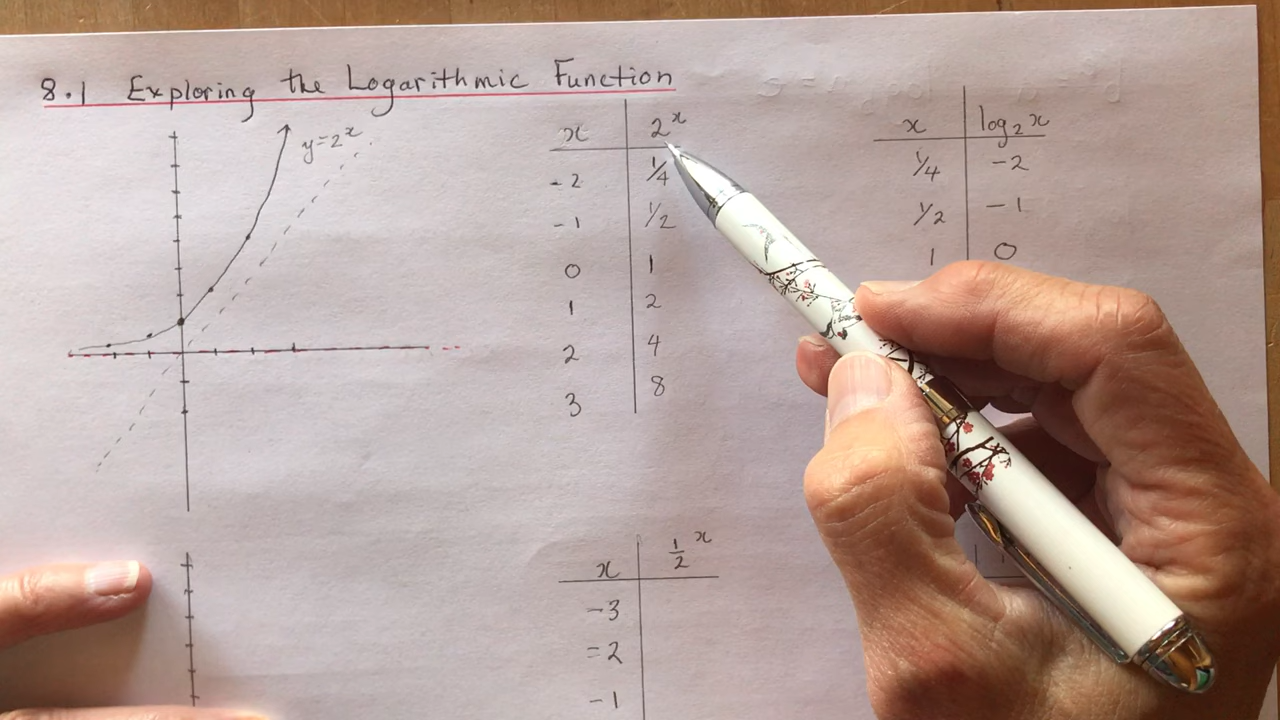 8.1 Exploring the Logarithmic Function
y=2^x
x 2^x
-2 1/4
-1 1/2
0 1
1 2
2 4
3 8
x log₂x
1/4 -2
1/2 -1
1 0
x 1/2^x
-3
=2
-1